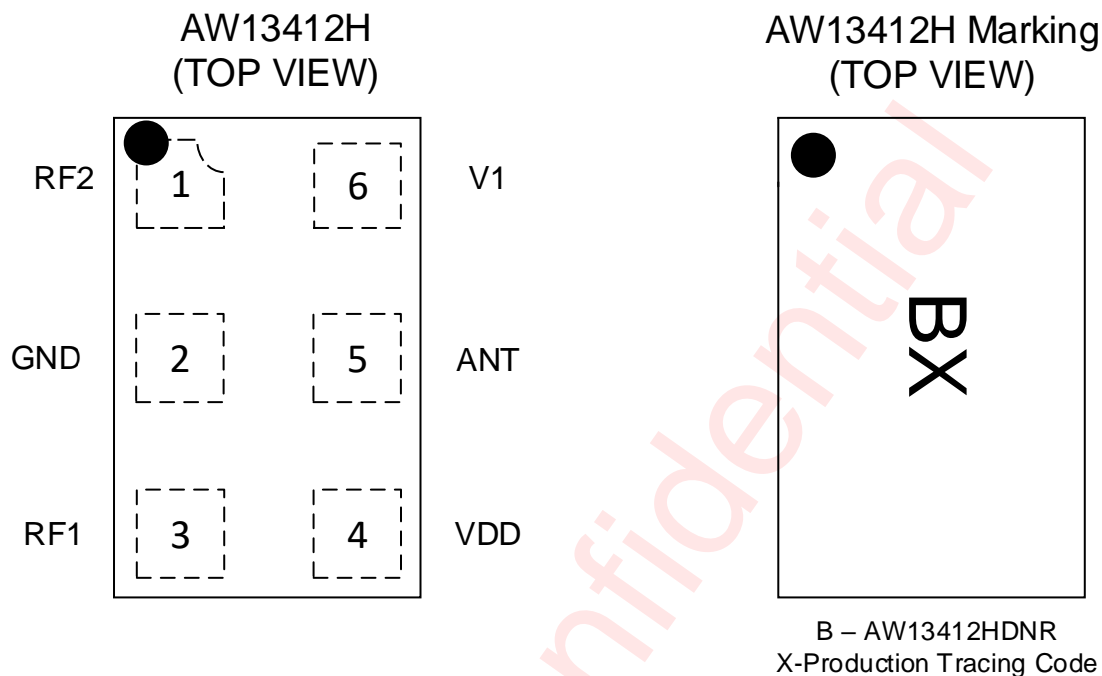 AW13412H
(TOP VIEW)
RF2
1
6
V1
GND
2
5
ANT
RF1
3
4
VDD
AW13412H Marking
(TOP VIEW)
BX
B – AW13412HDNR
X-Production Tracing Code
nfidential